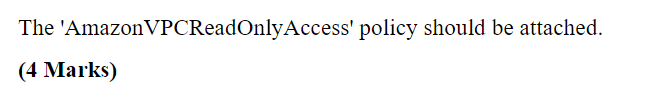 The 'AmazonVPCReadOnlyAccess' policy should be attached.
(4 Marks)